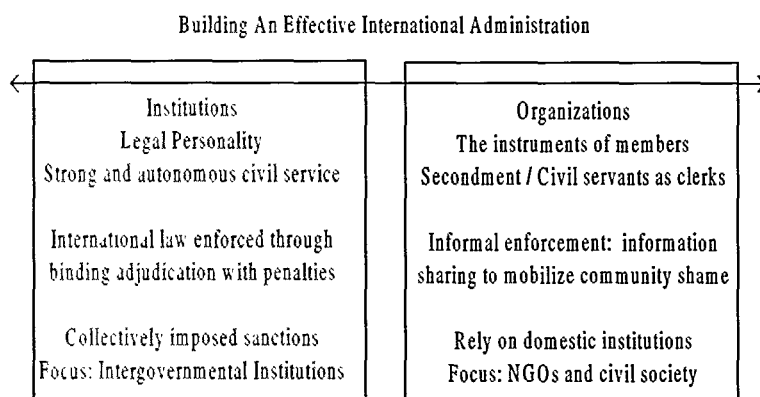 Building An Effective International Administration
Institutions
Legal Personality
Strong and autonomous civil service
International law enforced through
binding adjudication with penalties
Collectively imposed sanctions
Focus: Intergovernmental Institutions
Organizations
The instruments of members
Secondment / Civil servants as clerks
Informal enforcement: information
sharing to mobilize community shame
Rely on domestic institutions
Focus: NGOs and civil society